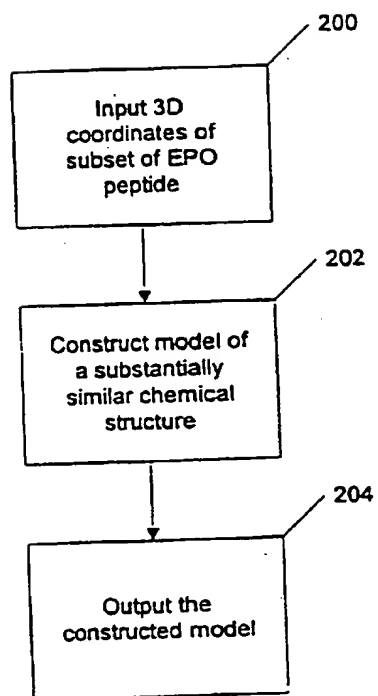 200
Input 3D
coordinates of
subset of EPO
peptide
202
Construct model of
a substantially
similar chemical
structure
204
Output the
constructed model